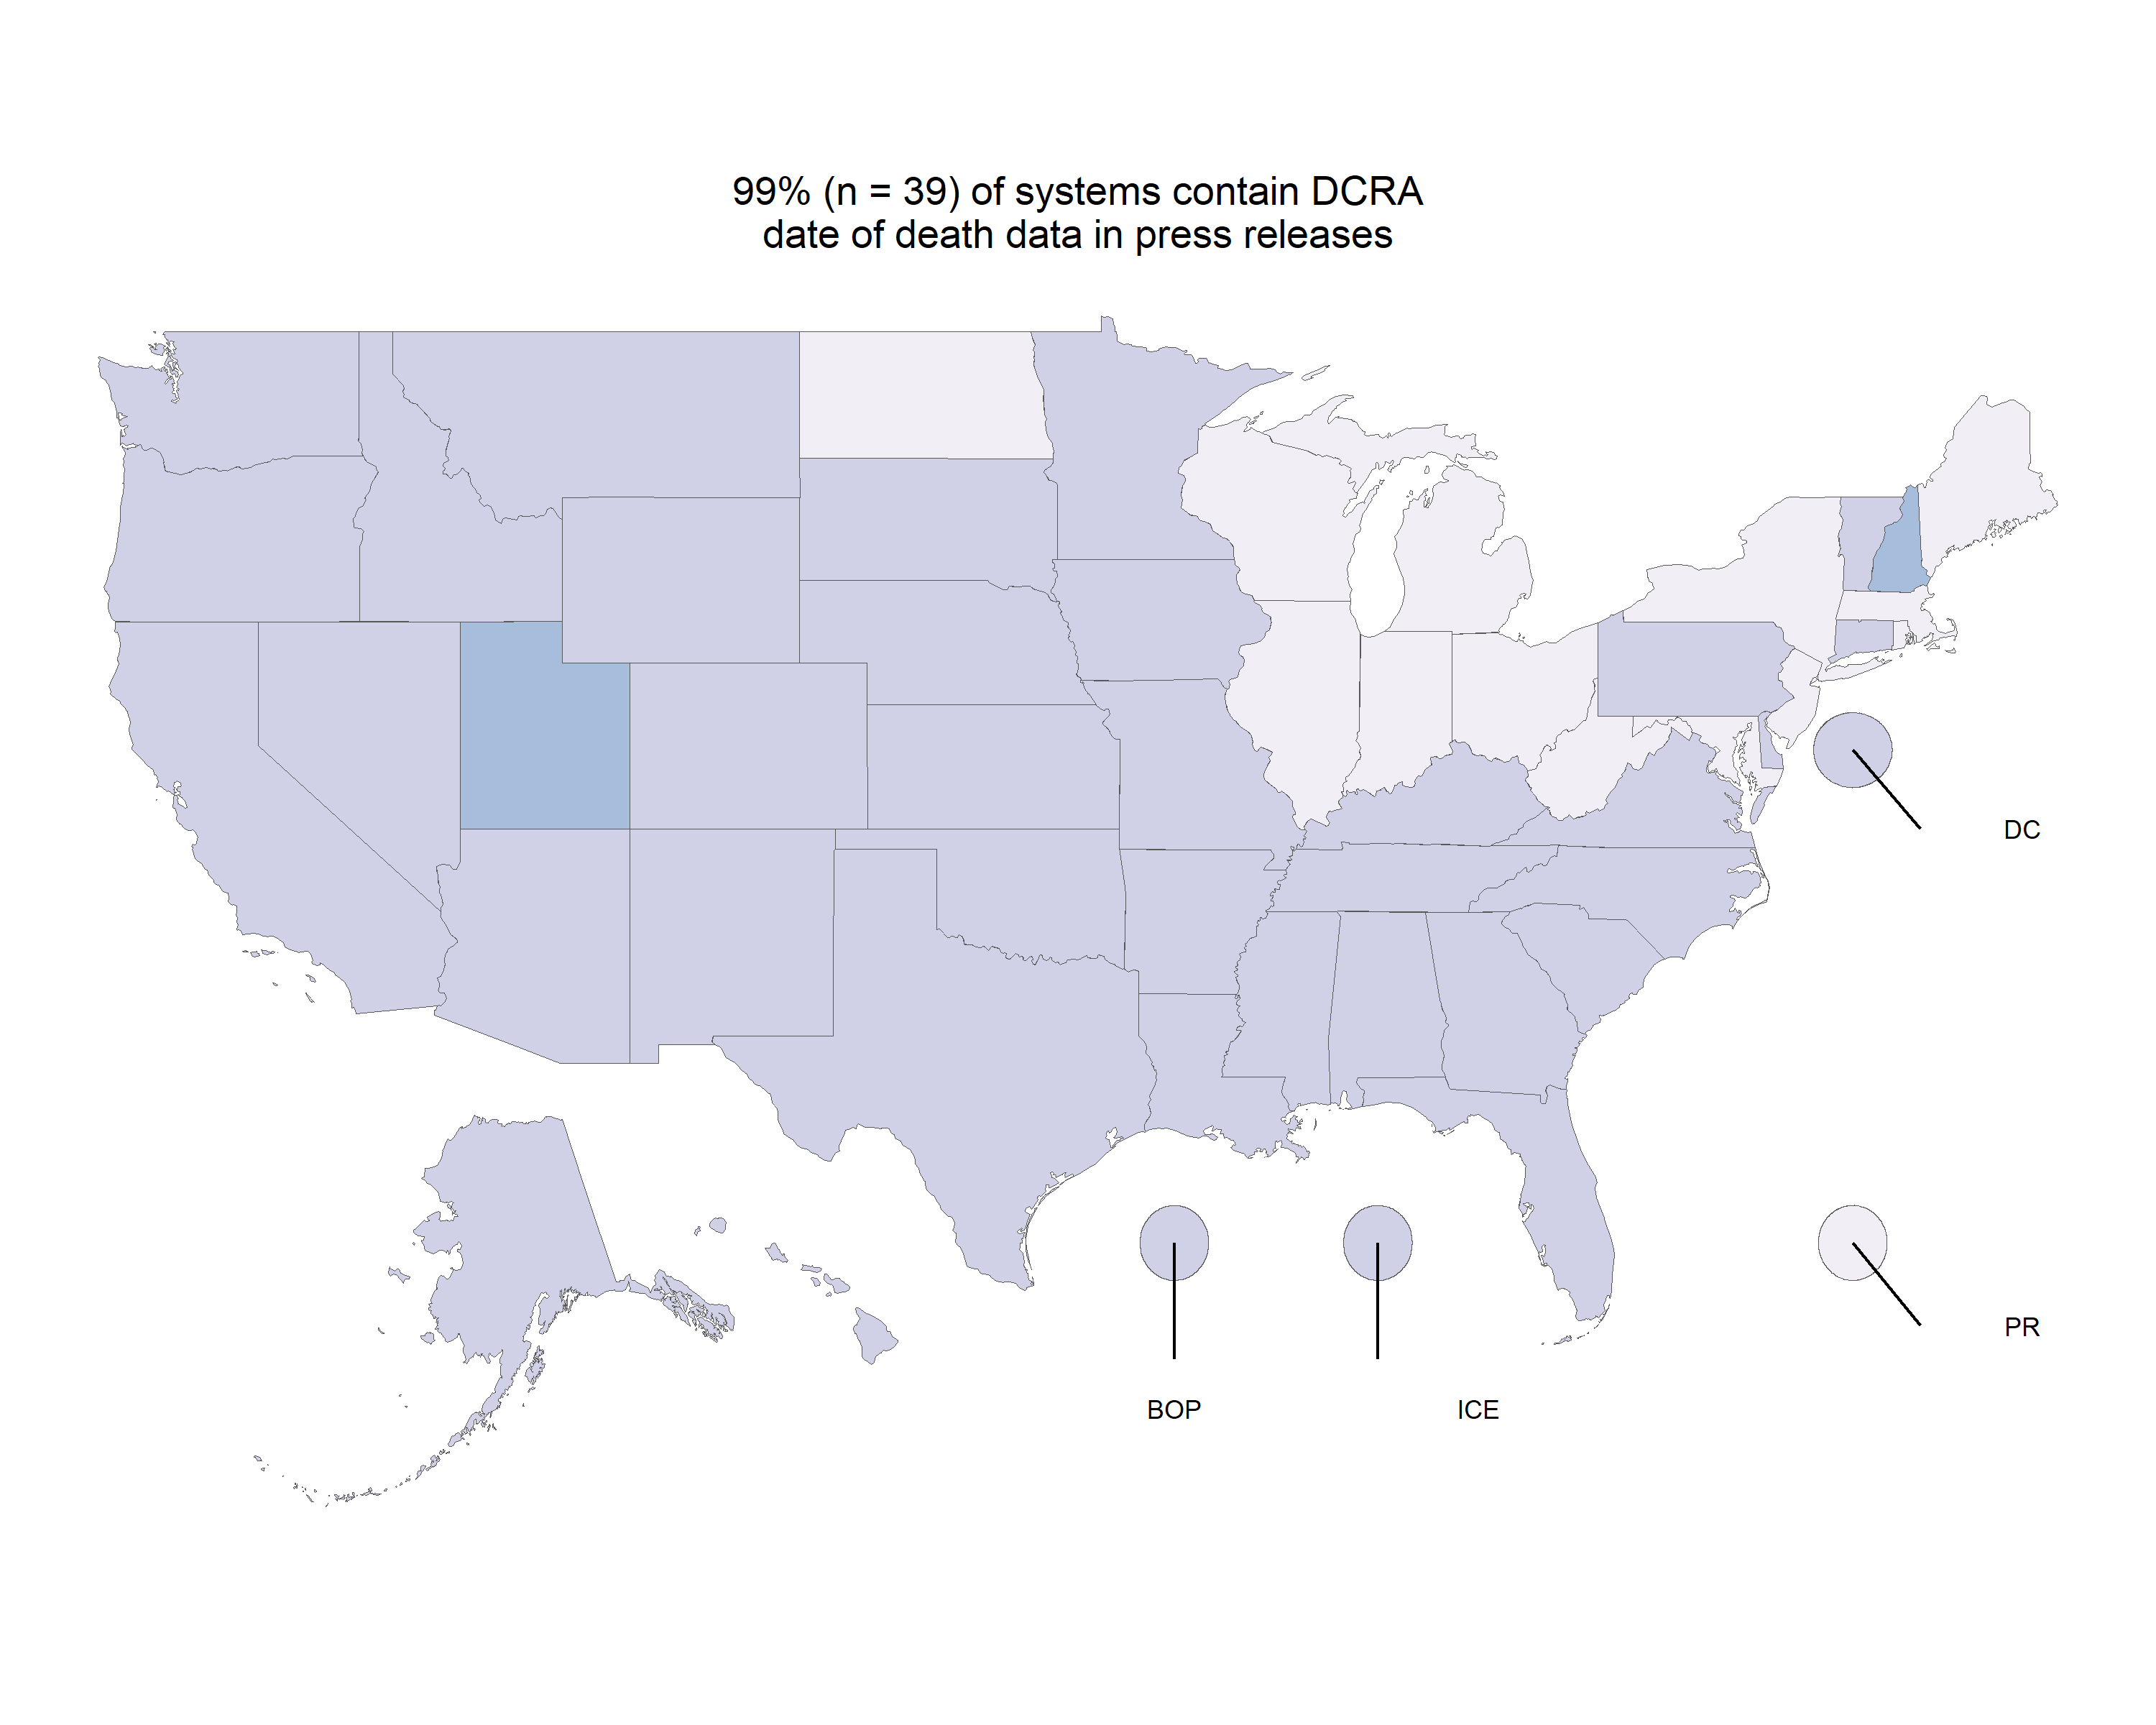 99% (n = 39) of systems contain DCRA
date of death data in press releases
DC
PR
BOP
ICE